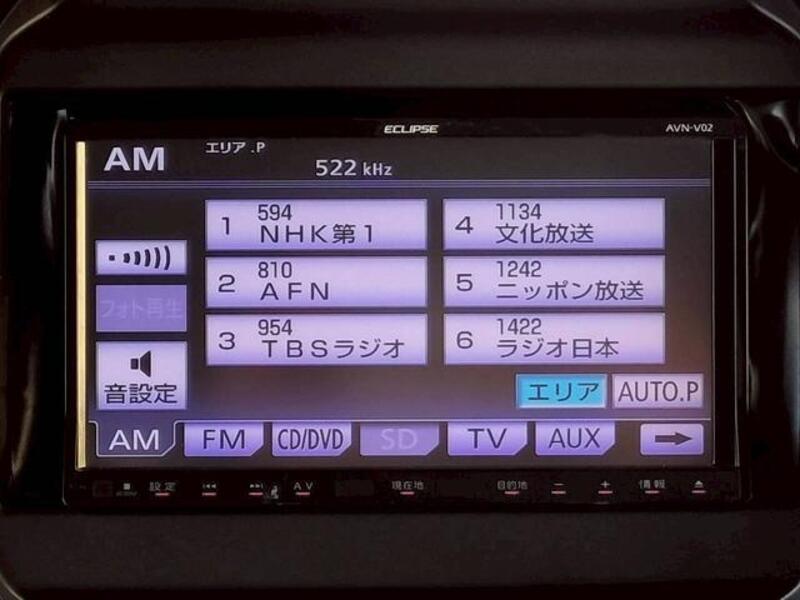 ECLIPSE
AVN-V02
AM
エリア.P
522 kHz
1 594
NHK第1
4 1134
文化放送
2 810
AFN
5 1242
ニッポン放送
フォト再生
3 954
TBSラジオ
6 1422
ラジオ日本
音設定
エリア
AUTO.P
AM
FM
CD/DVD
SD
TV
AUX
設定
AV
現在地
目的地
情報